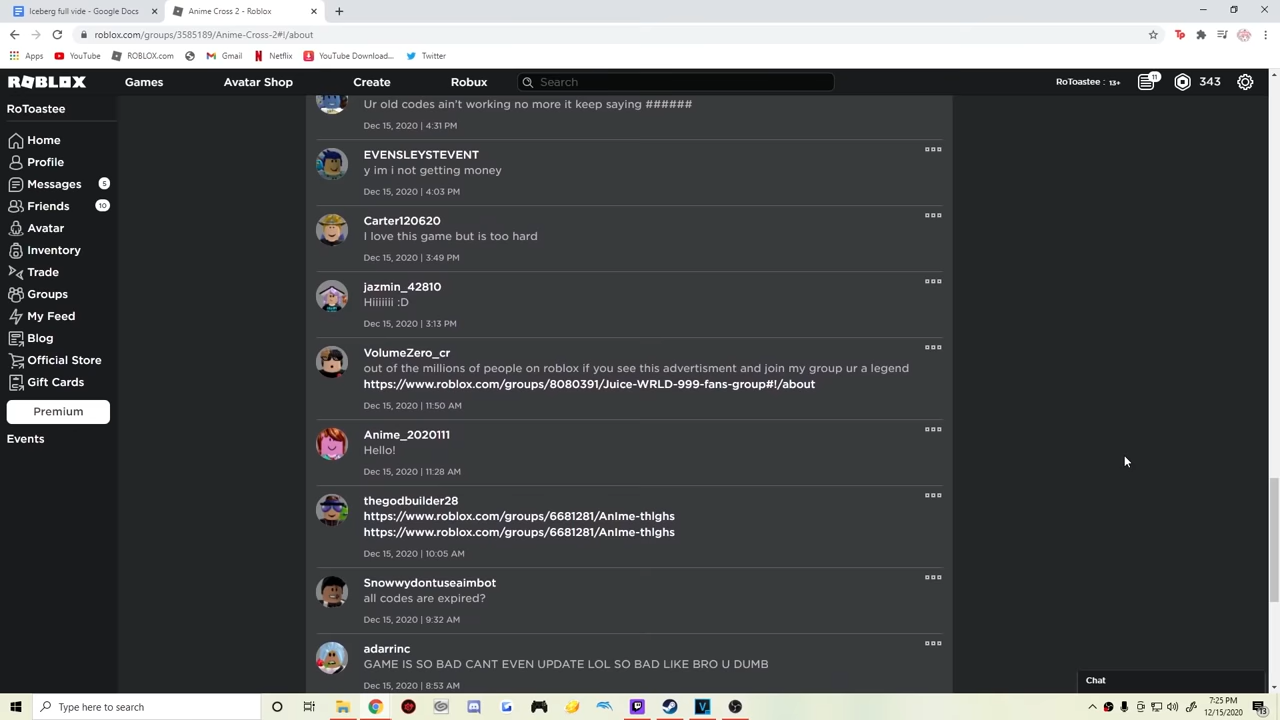 Iceberg full vide - Google Docs
Anime Cross 2 - Roblox
roblox.com/groups/3585189/Anime-Cross-2#!/about
Apps YouTube ROBLOX.com Gmail Netflix YouTube Download... Twitter
ROBLOX Games Avatar Shop Create Robux Search RoToastee : 13+ 11 343
RoToastee
Home
Profile
Messages 5
Friends 10
Avatar
Inventory
Trade
Groups
My Feed
Blog
Official Store
Gift Cards
Premium
Events
Ur old codes ain't working no more it keep saying ######
Dec 15, 2020 | 4:31 PM
EVENSLEYSTEVENT
y im i not getting money
Dec 15, 2020 | 4:03 PM
Carter120620
I love this game but is too hard
Dec 15, 2020 | 3:49 PM
jazmin_42810
Hiiiiiii :D
Dec 15, 2020 | 3:13 PM
VolumeZero_cr
out of the millions of people on roblox if you see this advertisment and join my group ur a legend
https://www.roblox.com/groups/8080391/Juice-WRLD-999-fans-group#!/about
Dec 15, 2020 | 11:50 AM
Anime_2020111
Hello!
Dec 15, 2020 | 11:28 AM
thegodbuilder28
https://www.roblox.com/groups/6681281/AnIme-thIghs
https://www.roblox.com/groups/6681281/AnIme-thIghs
Dec 15, 2020 | 10:05 AM
Snowwydontuseaimbot
all codes are expired?
Dec 15, 2020 | 9:32 AM
adarrinc
GAME IS SO BAD CANT EVEN UPDATE LOL SO BAD LIKE BRO U DUMB
Dec 15, 2020 | 8:53 AM
Chat
Type here to search
7:25 PM
12/15/2020
13